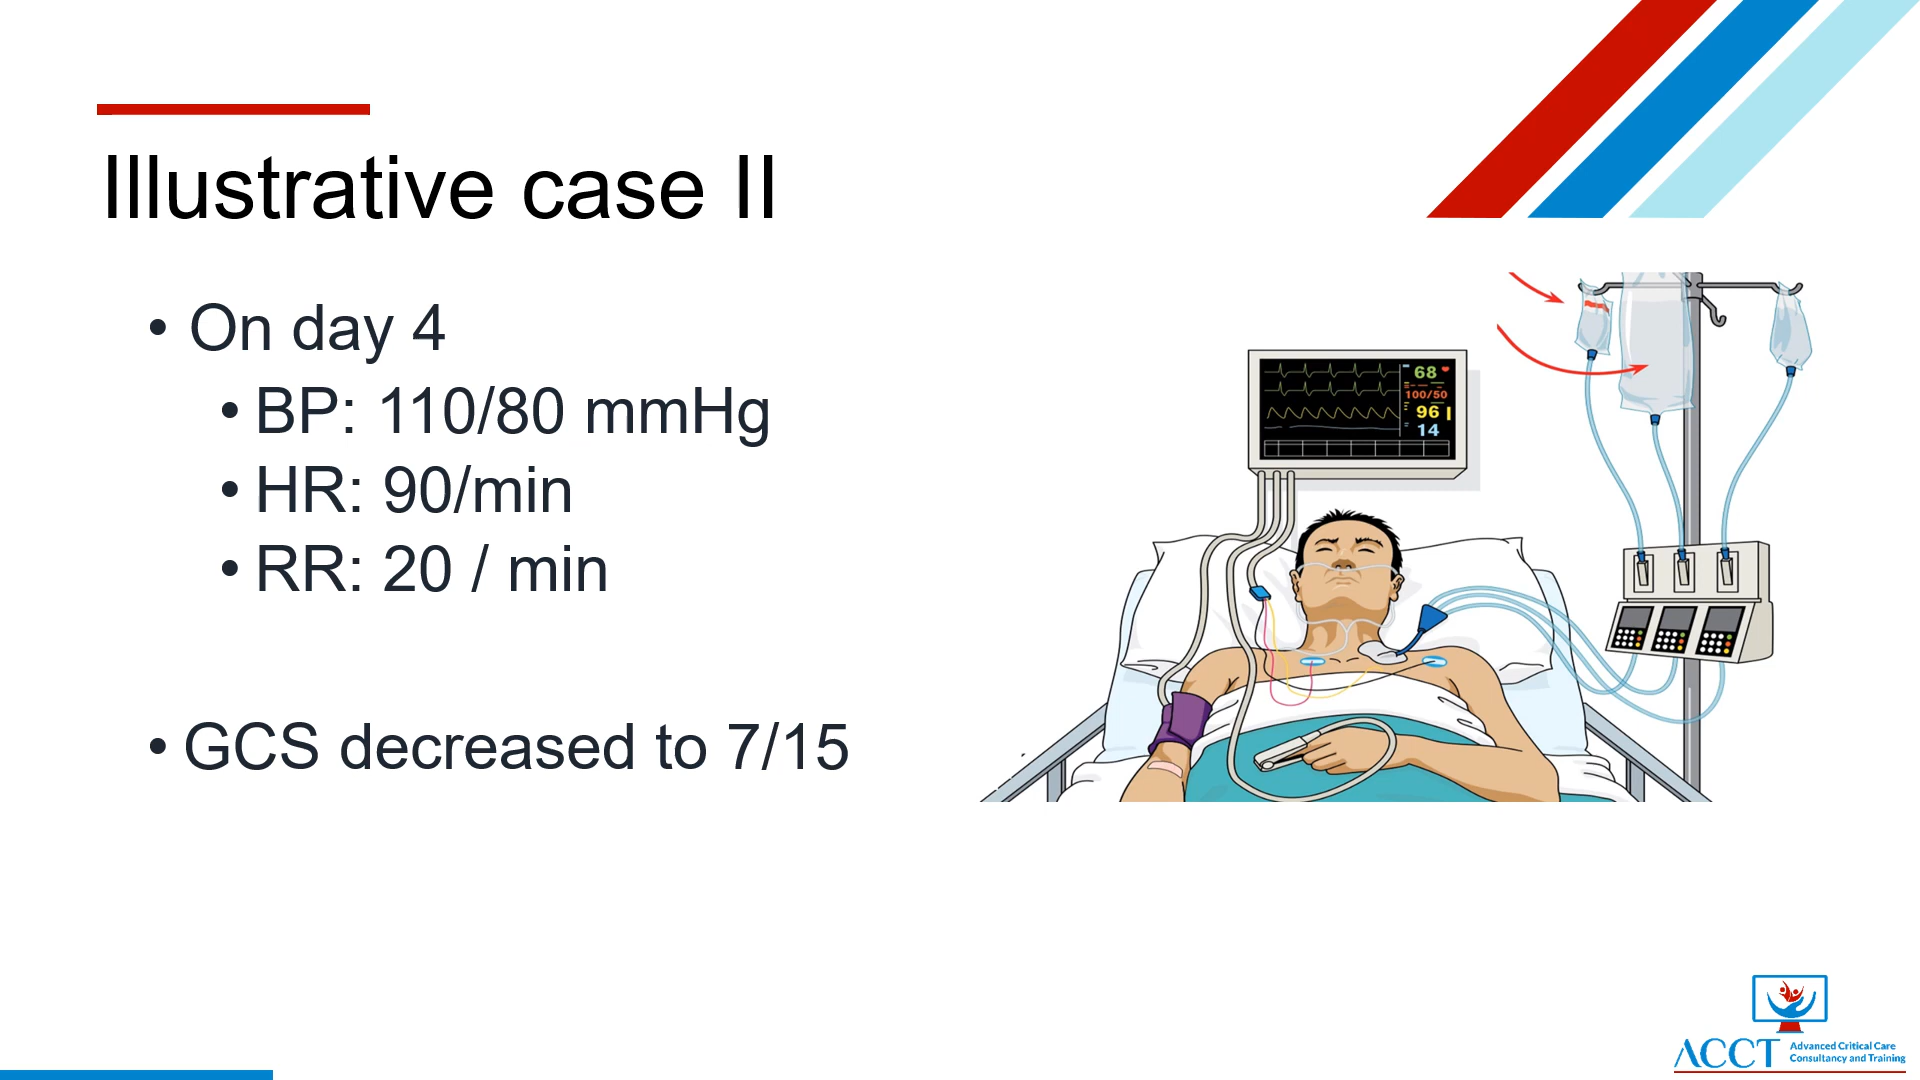 Illustrative case II
• On day 4
• BP: 110/80 mmHg
• HR: 90/min
• RR: 20 / min
• GCS decreased to 7/15
68
100/50
96
14
ACCT
Advanced Critical Care
Consultancy and Training